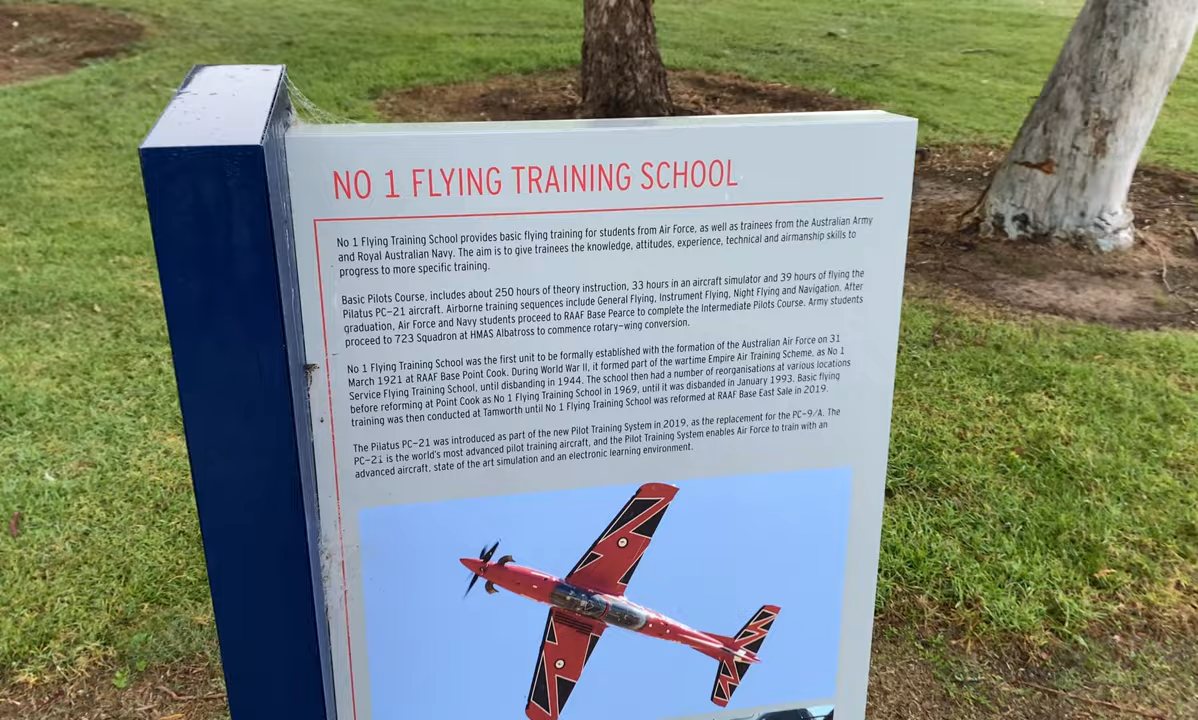 NO 1 FLYING TRAINING SCHOOL
No 1 Flying Training School provides basic flying training for students from Air Force, as well as trainees from the Australian Army
and Royal Australian Navy. The aim is to give trainees the knowledge, attitudes, experience, technical and airmanship skills to
progress to more specific training.
Basic Pilots Course, includes about 250 hours of theory instruction, 33 hours in an aircraft simulator and 39 hours of flying the
Pilatus PC-21 aircraft. Airborne training sequences include General Flying, Instrument Flying, Night Flying and Navigation. After
graduation, Air Force and Navy students proceed to RAAF Base Pearce to complete the Intermediate Pilots Course. Army students
proceed to 723 Squadron at HMAS Albatross to commence rotary-wing conversion.
No 1 Flying Training School was the first unit to be formally established with the formation of the Australian Air Force on 31
March 1921 at RAAF Base Point Cook. During World War II, it formed part of the wartime Empire Air Training Scheme, as No 1
Service Flying Training School, until disbanding in 1944. The school then had a number of reorganisations at various locations
before reforming at Point Cook as No 1 Flying Training School in 1969, until it was disbanded in January 1993. Basic flying
training was then conducted at Tamworth until No 1 Flying Training School was reformed at RAAF Base East Sale in 2019.
The Pilatus PC-21 was introduced as part of the new Pilot Training System in 2019, as the replacement for the PC-9/A. The
PC-21 is the world's most advanced pilot training aircraft, and the Pilot Training System enables Air Force to train with an
advanced aircraft, state of the art simulation and an electronic learning environment.